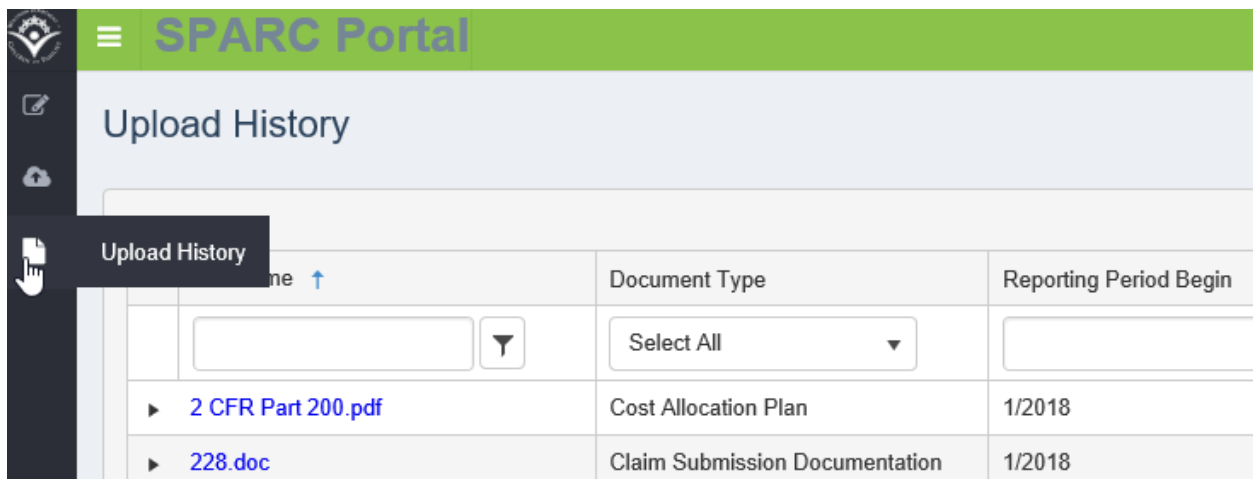 SPARC Portal
Upload History
Upload History
me ↑
Document Type
Reporting Period Begin
Select All
2 CFR Part 200.pdf
Cost Allocation Plan
1/2018
228.doc
Claim Submission Documentation
1/2018